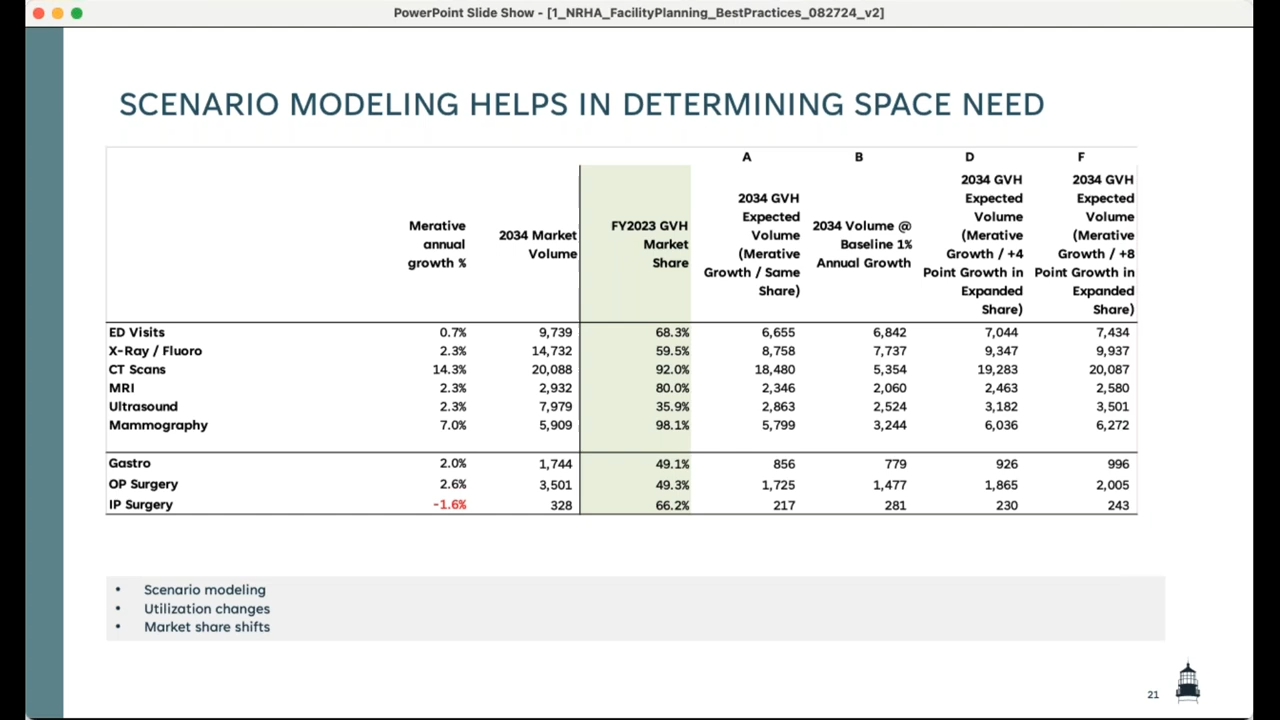 PowerPoint Slide Show - [1_NRHA_FacilityPlanning_BestPractices_082724_v2]
SCENARIO MODELING HELPS IN DETERMINING SPACE NEED
A B D F
Merative annual growth % 2034 Market Volume FY2023 GVH Market Share 2034 GVH Expected Volume (Merative Growth / Same Share) 2034 Volume @ Baseline 1% Annual Growth 2034 GVH Expected Volume (Merative Growth / +4 Point Growth in Expanded Share) 2034 GVH Expected Volume (Merative Growth / +8 Point Growth in Expanded Share)
ED Visits 0.7% 9,739 68.3% 6,655 6,842 7,044 7,434
X-Ray / Fluoro 2.3% 14,732 59.5% 8,758 7,737 9,347 9,937
CT Scans 14.3% 20,088 92.0% 18,480 5,354 19,283 20,087
MRI 2.3% 2,932 80.0% 2,346 2,060 2,463 2,580
Ultrasound 2.3% 7,979 35.9% 2,863 2,524 3,182 3,501
Mammography 7.0% 5,909 98.1% 5,799 3,244 6,036 6,272
Gastro 2.0% 1,744 49.1% 856 779 926 996
OP Surgery 2.6% 3,501 49.3% 1,725 1,477 1,865 2,005
IP Surgery -1.6% 328 66.2% 217 281 230 243
• Scenario modeling
• Utilization changes
• Market share shifts
21